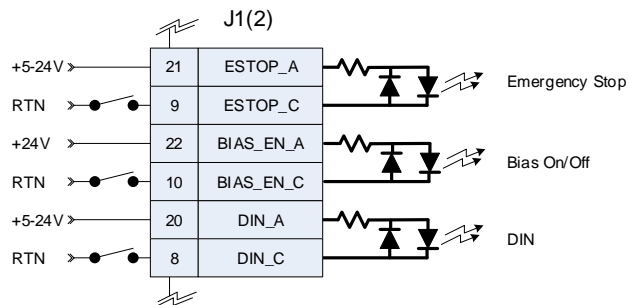 J1(2)
+5-24V 21 ESTOP_A
Emergency Stop
RTN 9 ESTOP_C
+24V 22 BIAS_EN_A
Bias On/Off
RTN 10 BIAS_EN_C
+5-24V 20 DIN_A
DIN
RTN 8 DIN_C